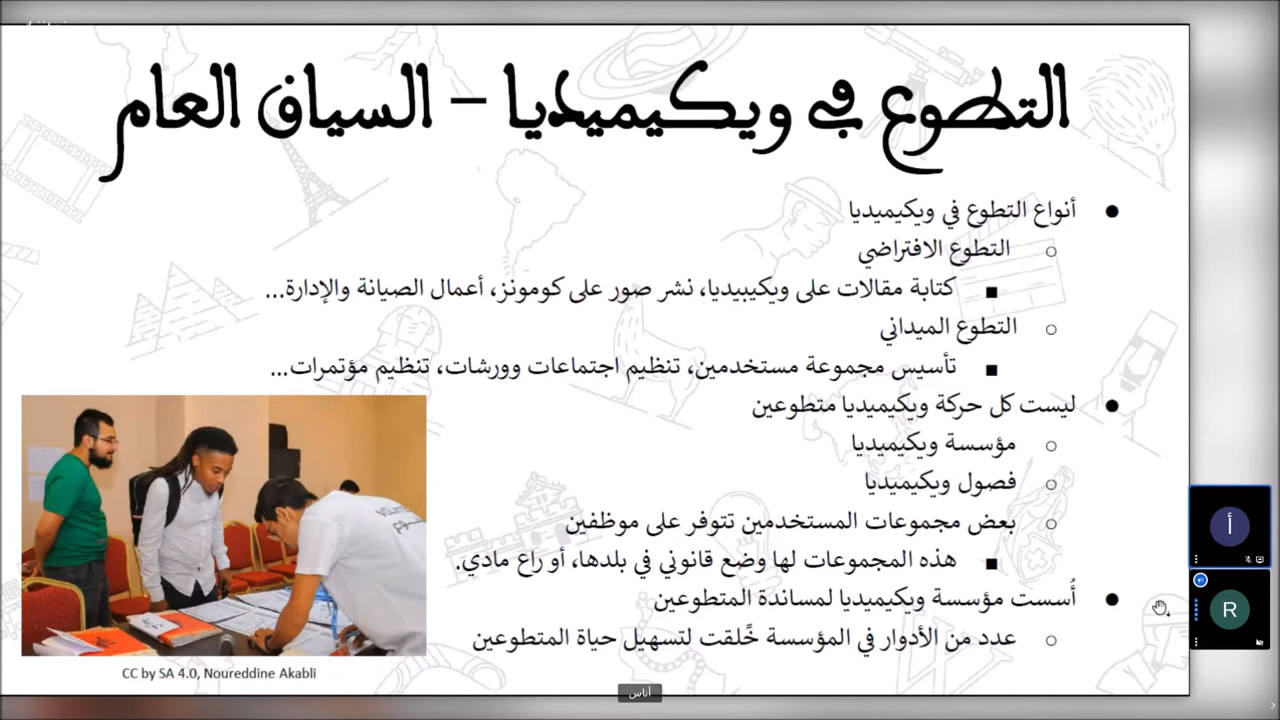 التطوع في ويكيميديا – السياق العام
● أنواع التطوع في ويكيميديا
○ التطوع الافتراضي
■ كتابة مقالات على ويكيبيديا، نشر صور على كومونز، أعمال الصيانة والإدارة...
○ التطوع الميداني
■ تأسيس مجموعة مستخدمين، تنظيم اجتماعات وورشات، تنظيم مؤتمرات...
● ليست كل حركة ويكيميديا متطوعين
○ مؤسسة ويكيميديا
○ فصول ويكيميديا
○ بعض مجموعات المستخدمين تتوفر على موظفين
■ هذه المجموعات لها وضع قانوني في بلدها، أو راع مادي.
● أُسست مؤسسة ويكيميديا لمساندة المتطوعين
○ عدد من الأدوار في المؤسسة خًلقت لتسهيل حياة المتطوعين
CC by SA 4.0, Noureddine Akabli
أناس
أ
R